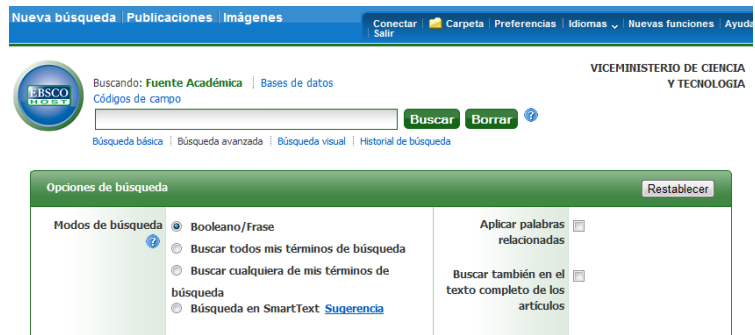 Nueva búsqueda Publicaciones Imágenes
Conectar Carpeta Preferencias Idiomas Nuevas funciones Ayuda
Salir
VICEMINISTERIO DE CIENCIA
Y TECNOLOGIA
EBSCO
HOST
Buscando: Fuente Académica Bases de datos
Códigos de campo
Buscar Borrar
Búsqueda básica Búsqueda avanzada Búsqueda visual Historial de búsqueda
Opciones de búsqueda Restablecer
Modos de búsqueda
Booleano/Frase
Buscar todos mis términos de búsqueda
Buscar cualquiera de mis términos de
búsqueda
Búsqueda en SmartText Sugerencia
Aplicar palabras
relacionadas
Buscar también en el
texto completo de los
artículos